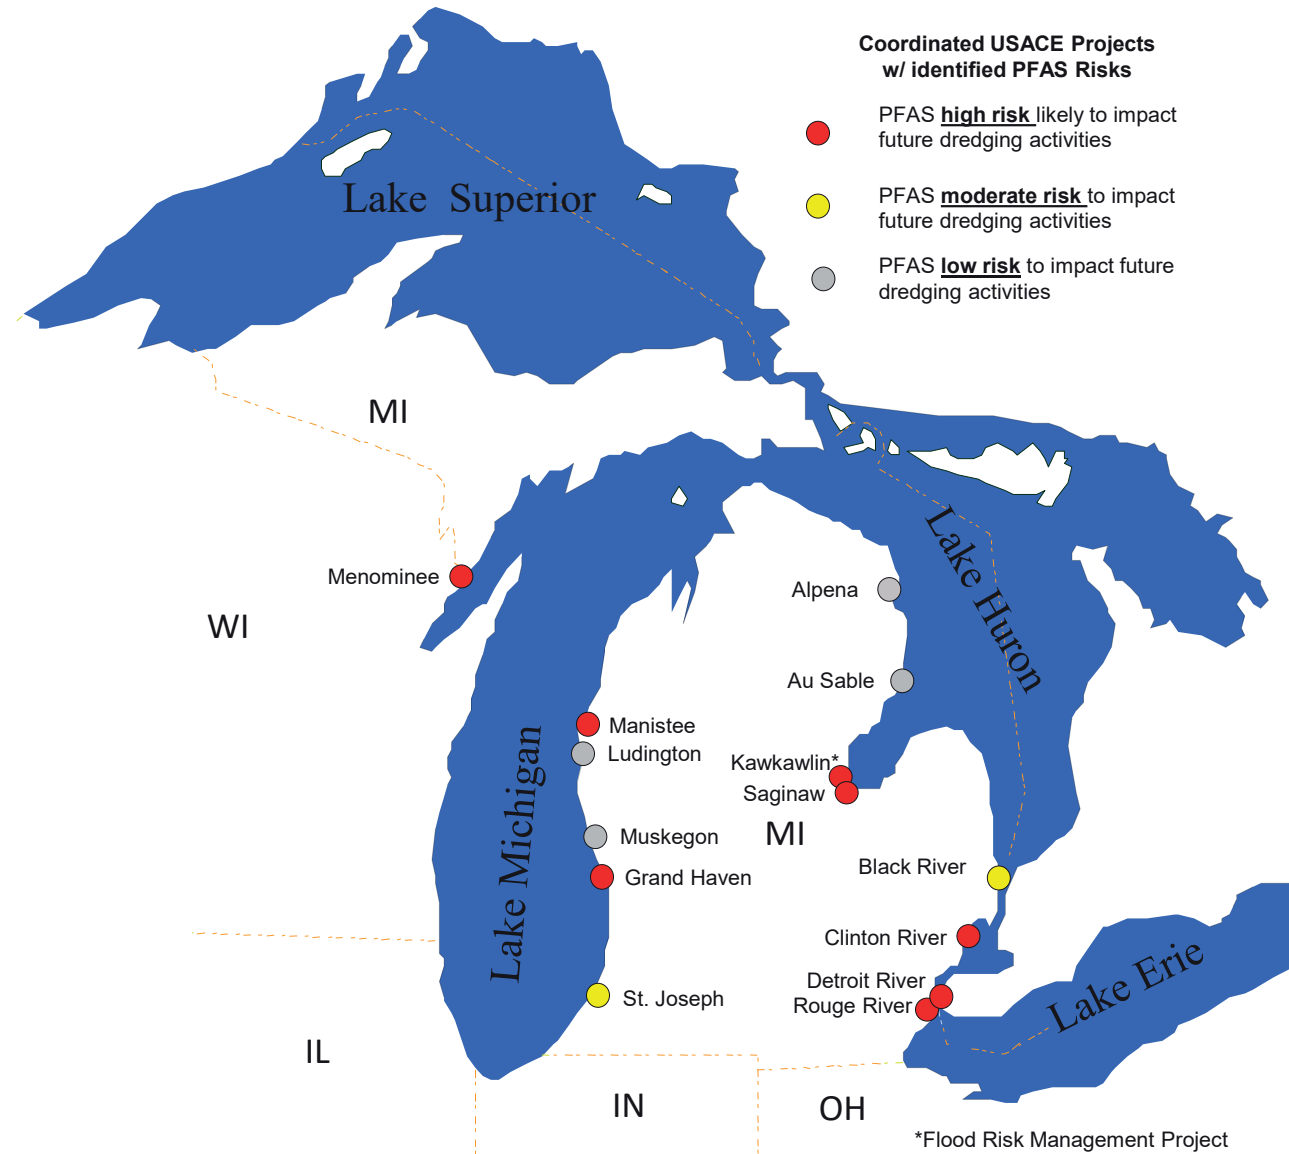 Coordinated USACE Projects
w/ identified PFAS Risks
PFAS high risk likely to impact
future dredging activities
PFAS moderate risk to impact
future dredging activities
PFAS low risk to impact future
dredging activities
Lake Superior
MI
Lake Huron
Menominee
Alpena
WI
Au Sable
Manistee
Ludington
Kawkawlin*
Saginaw
Lake Michigan
Muskegon
MI
Grand Haven
Black River
Clinton River
Detroit River
Rouge River
Lake Erie
St. Joseph
IL
IN
OH
*Flood Risk Management Project